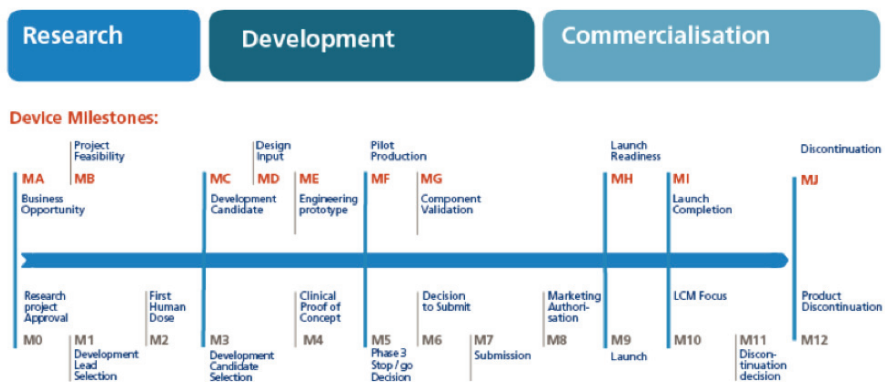 Research
Development
Commercialisation
Device Milestones:
Project
Feasibility
Design
Input
Pilot
Production
Launch
Readiness
Discontinuation
MA
MB
MC
MD
ME
MF
MG
MH
MI
MJ
Business
Opportunity
Development
Candidate
Engineering
prototype
Component
Validation
Launch
Completion
Research
project
Approval
First
Human
Dose
Clinical
Proof of
Concept
Decision
to Submit
Marketing
Authori-
sation
LCM Focus
Product
Discontinuation
M0
M1
M2
M3
M4
M5
M6
M7
M8
M9
M10
M11
M12
Development
Lead
Selection
Development
Candidate
Selection
Phase 3
Stop / go
Decision
Submission
Launch
Discon-
tinuation
decision